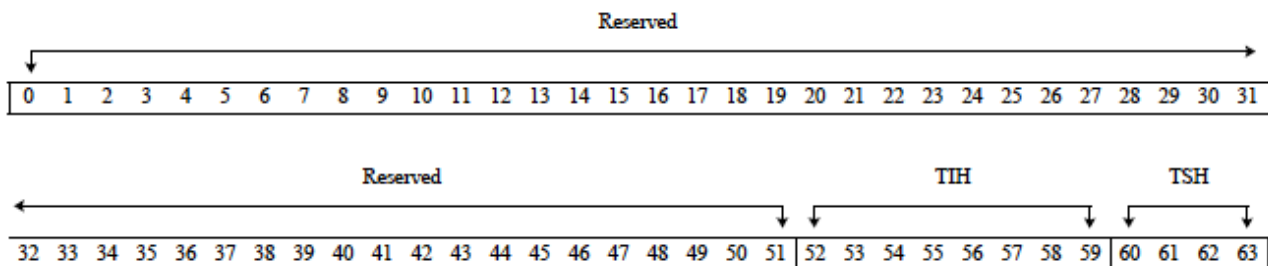 Reserved
0 1 2 3 4 5 6 7 8 9 10 11 12 13 14 15 16 17 18 19 20 21 22 23 24 25 26 27 28 29 30 31
Reserved TIH TSH
32 33 34 35 36 37 38 39 40 41 42 43 44 45 46 47 48 49 50 51 52 53 54 55 56 57 58 59 60 61 62 63